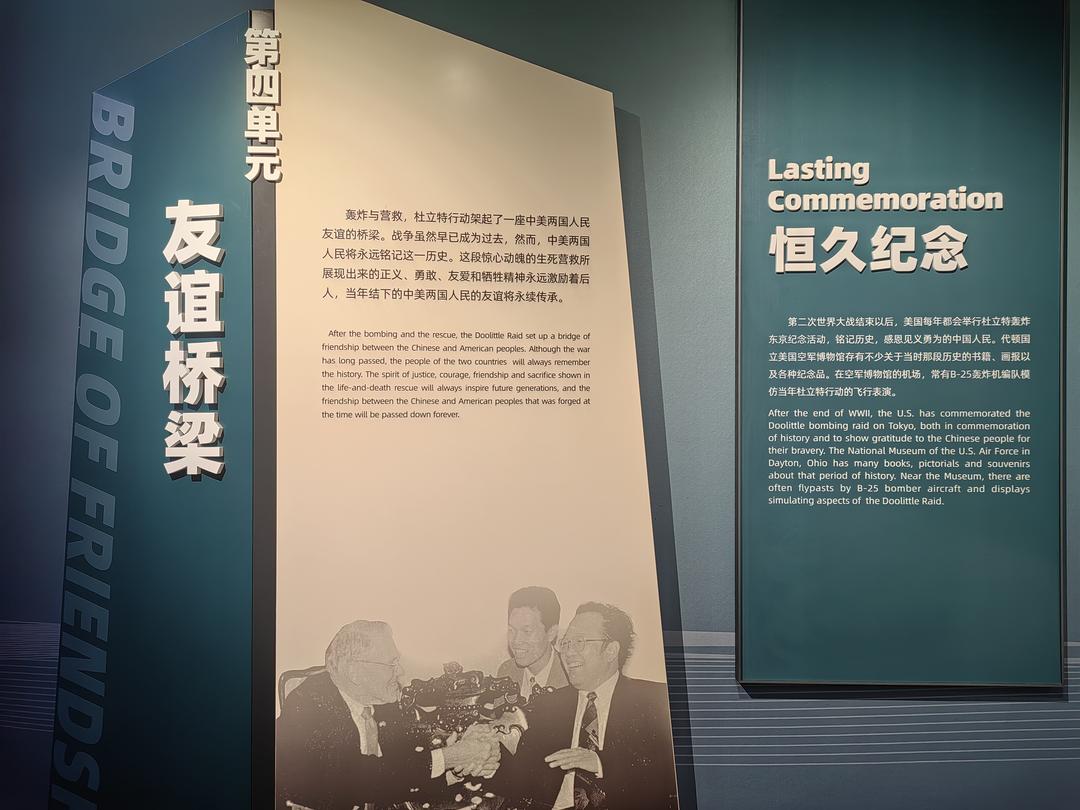 BRIDGE OF FRIENDSH
友谊桥梁
第四单元
轰炸与营救，杜立特行动架起了一座中美两国人民
友谊的桥梁。战争虽然早已成为过去，然而，中美两国
人民将永远铭记这一历史。这段惊心动魄的生死营救所
展现出来的正义、勇敢、友爱和牺牲精神永远激励着后
人，当年结下的中美两国人民的友谊将永续传承。
After the bombing and the rescue, the Doolittle Raid set up a bridge of
friendship between the Chinese and American peoples. Although the war
has long passed, the people of the two countries will always remember
the history. The spirit of justice, courage, friendship and sacrifice shown in
the life-and-death rescue will always inspire future generations, and the
friendship between the Chinese and American peoples that was forged at
the time will be passed down forever.
Lasting
Commemoration
恒久纪念
第二次世界大战结束以后，美国每年都会举行杜立特轰炸
东京纪念活动，铭记历史，感恩见义勇为的中国人民。代顿国
立美国空军博物馆存有不少关于当时那段历史的书籍、画报以
及各种纪念品。在空军博物馆的机场，常有B-25轰炸机编队模
仿当年杜立特行动的飞行表演。
After the end of WWII, the U.S. has commemorated the
Doolittle bombing raid on Tokyo, both in commemoration
of history and to show gratitude to the Chinese people for
their bravery. The National Museum of the U.S. Air Force in
Dayton, Ohio has many books, pictorials and souvenirs
about that period of history. Near the Museum, there are
often flypasts by B-25 bomber aircraft and displays
simulating aspects of the Doolittle Raid.